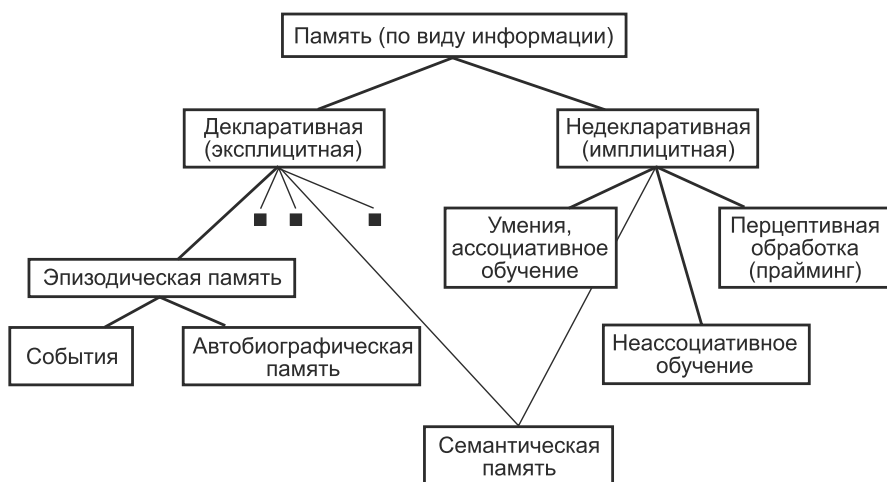 Память (по виду информации)
Декларативная
(эксплицитная)
Недекларативная
(имплицитная)
Умения,
ассоциативное
обучение
Перцептивная
обработка
(прайминг)
Эпизодическая память
События
Автобиографическая
память
Неассоциативное
обучение
Семантическая
память